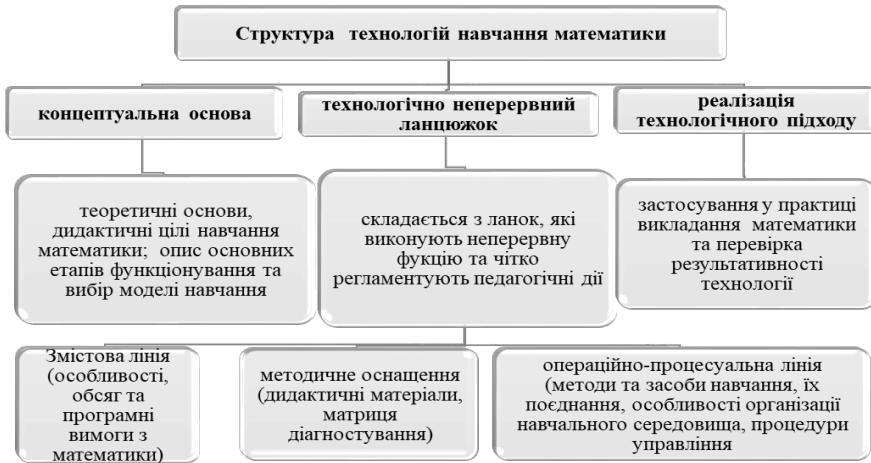 Структура технологій навчання математики
концептуальна основа
технологічно неперервний
ланцюжок
реалізація
технологічного підходу
теоретичні основи,
дидактичні цілі навчання
математики; опис основних
етапів функціонування та
вибір моделі навчання
складається з ланок, які
виконують неперервну
фукцію та чітко
регламентують педагогічні дії
застосування у практиці
викладання математики
та перевірка
результативності
технології
Змістова лінія
(особливості,
обсяг та
програмні
вимоги з
математики)
методичне оснащення
(дидактичні матеріали,
матриця
діагностування)
операційно-процесуальна лінія
(методи та засоби навчання, їх
поєднання, особливості організації
навчального середовища, процедури
управління